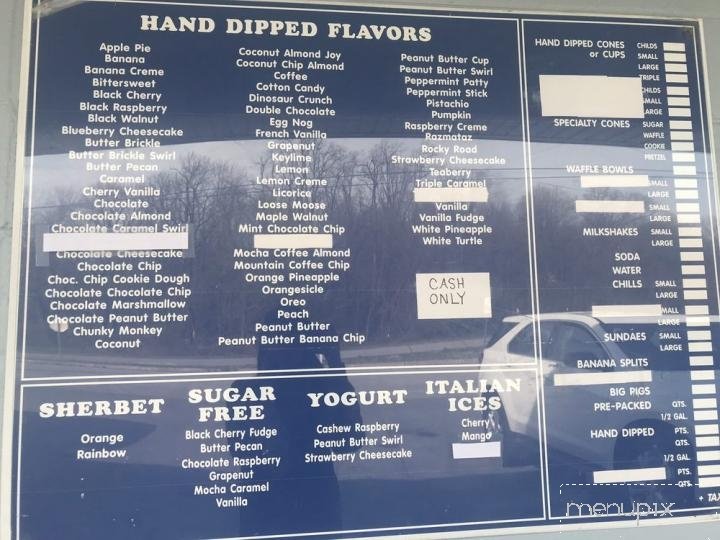 HAND DIPPED FLAVORS
Apple Pie
Banana
Banana Creme
Bittersweet
Black Cherry
Black Raspberry
Black Walnut
Blueberry Cheesecake
Butter Brickle
Butter Brickle Swirl
Butter Pecan
Caramel
Cherry Vanilla
Chocolate
Chocolate Almond
Chocolate Caramel Swirl
Chocolate Cheesecake
Chocolate Chip
Choc. Chip Cookie Dough
Chocolate Chocolate Chip
Chocolate Marshmallow
Chocolate Peanut Butter
Chunky Monkey
Coconut
Coconut Almond Joy
Coconut Chip Almond
Coffee
Cotton Candy
Dinosaur Crunch
Double Chocolate
Egg Nog
French Vanilla
Grapenut
Keylime
Lemon
Lemon Creme
Licorice
Loose Moose
Maple Walnut
Mint Chocolate Chip
Mocha Coffee Almond
Mountain Coffee Chip
Orange Pineapple
Orangesicle
Oreo
Peach
Peanut Butter
Peanut Butter Banana Chip
Peanut Butter Cup
Peanut Butter Swirl
Peppermint Patty
Peppermint Stick
Pistachio
Pumpkin
Raspberry Creme
Razmataz
Rocky Road
Strawberry Cheesecake
Teaberry
Triple Caramel
Vanilla
Vanilla Fudge
White Pineapple
White Turtle
CASH
ONLY
HAND DIPPED CONES
or CUPS
CHILDS
SMALL
LARGE
TRIPLE
CHILDS
SMALL
LARGE
SPECIALTY CONES
SUGAR
WAFFLE
COOKIE
PRETZEL
WAFFLE BOWLS
SMALL
LARGE
SMALL
LARGE
MILKSHAKES
SMALL
LARGE
SODA
WATER
CHILLS
SMALL
LARGE
SMALL
LARGE
SUNDAES
SMALL
LARGE
BANANA SPLITS
BIG PIGS
PRE-PACKED
QTS.
1/2 GAL.
HAND DIPPED
PTS.
QTS.
1/2 GAL.
PTS.
QTS.
+ TAX
SHERBET
Orange
Rainbow
SUGAR
FREE
Black Cherry Fudge
Butter Pecan
Chocolate Raspberry
Grapenut
Mocha Caramel
Vanilla
YOGURT
Cashew Raspberry
Peanut Butter Swirl
Strawberry Cheesecake
ITALIAN
ICES
Cherry
Mango
menupix